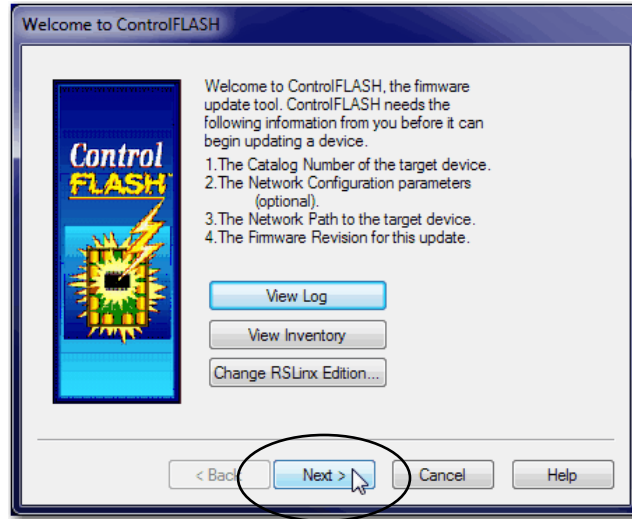 Welcome to ControlFLASH
Control
FLASH
Welcome to ControlFLASH, the firmware
update tool. ControlFLASH needs the
following information from you before it can
begin updating a device.
1.The Catalog Number of the target device.
2.The Network Configuration parameters
(optional).
3.The Network Path to the target device.
4.The Firmware Revision for this update.
View Log
View Inventory
Change RSLinx Edition...
< Back
Next >
Cancel
Help